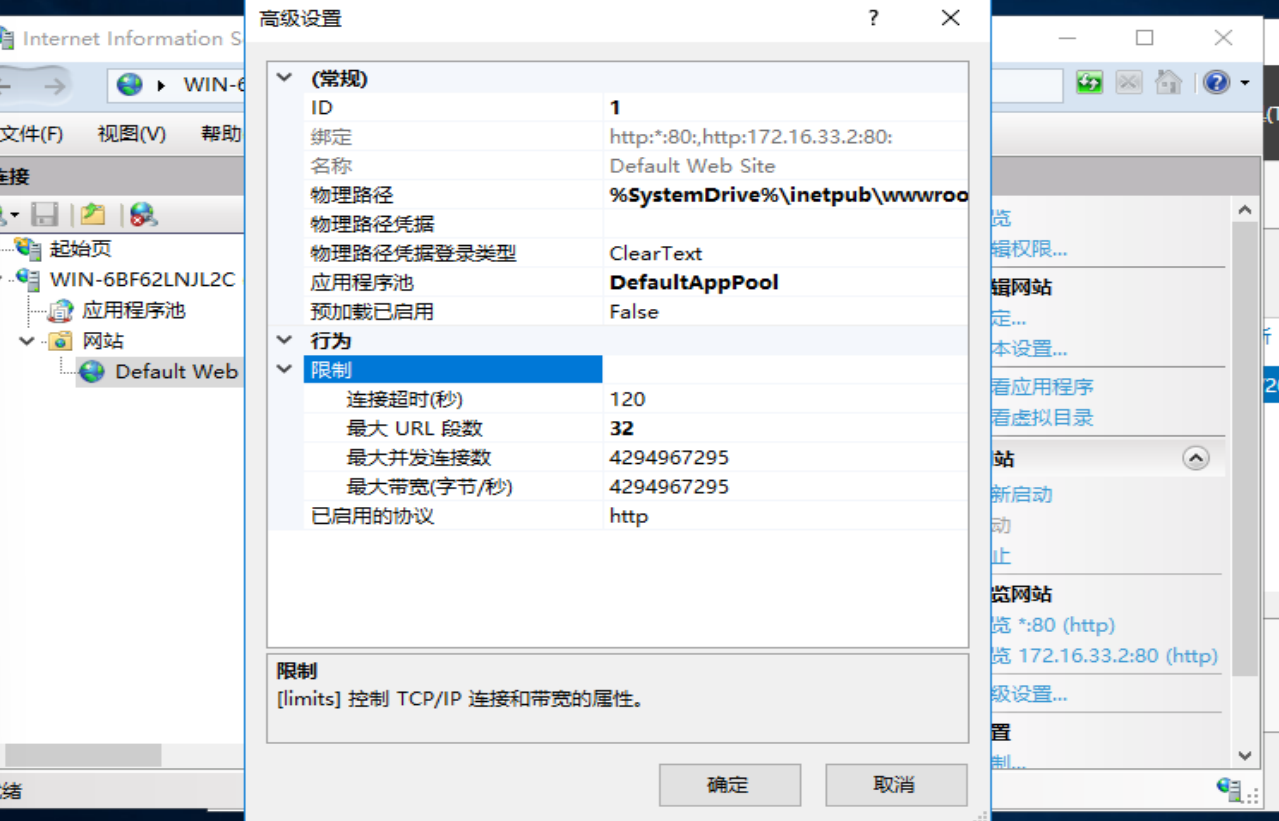 高级设置
Internet Information S
WIN-6
文件(F) 视图(V) 帮助
连接
起始页
WIN-6BF62LNJL2C
应用程序池
网站
Default Web
(常规)
ID 1
绑定 http:*:80:,http:172.16.33.2:80:
名称 Default Web Site
物理路径 %SystemDrive%\inetpub\wwwroo
物理路径凭据
物理路径凭据登录类型 ClearText
应用程序池 DefaultAppPool
预加载已启用 False
行为
限制
连接超时(秒) 120
最大 URL 段数 32
最大并发连接数 4294967295
最大带宽(字节/秒) 4294967295
已启用的协议 http
限制
[limits] 控制 TCP/IP 连接和带宽的属性。
确定 取消
览
辑权限...
辑网站
定...
本设置...
看应用程序
看虚拟目录
站
新启动
动
止
览网站
览 *:80 (http)
览 172.16.33.2:80 (http)
级设置...
置
制...
绪